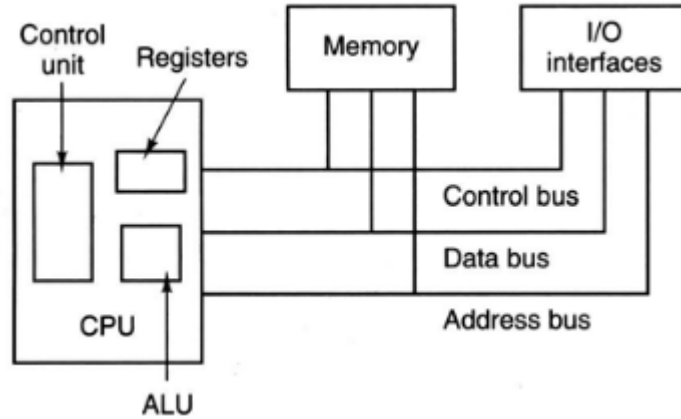 Control
unit
Registers
Memory
I/O
interfaces
Control bus
Data bus
CPU
Address bus
ALU